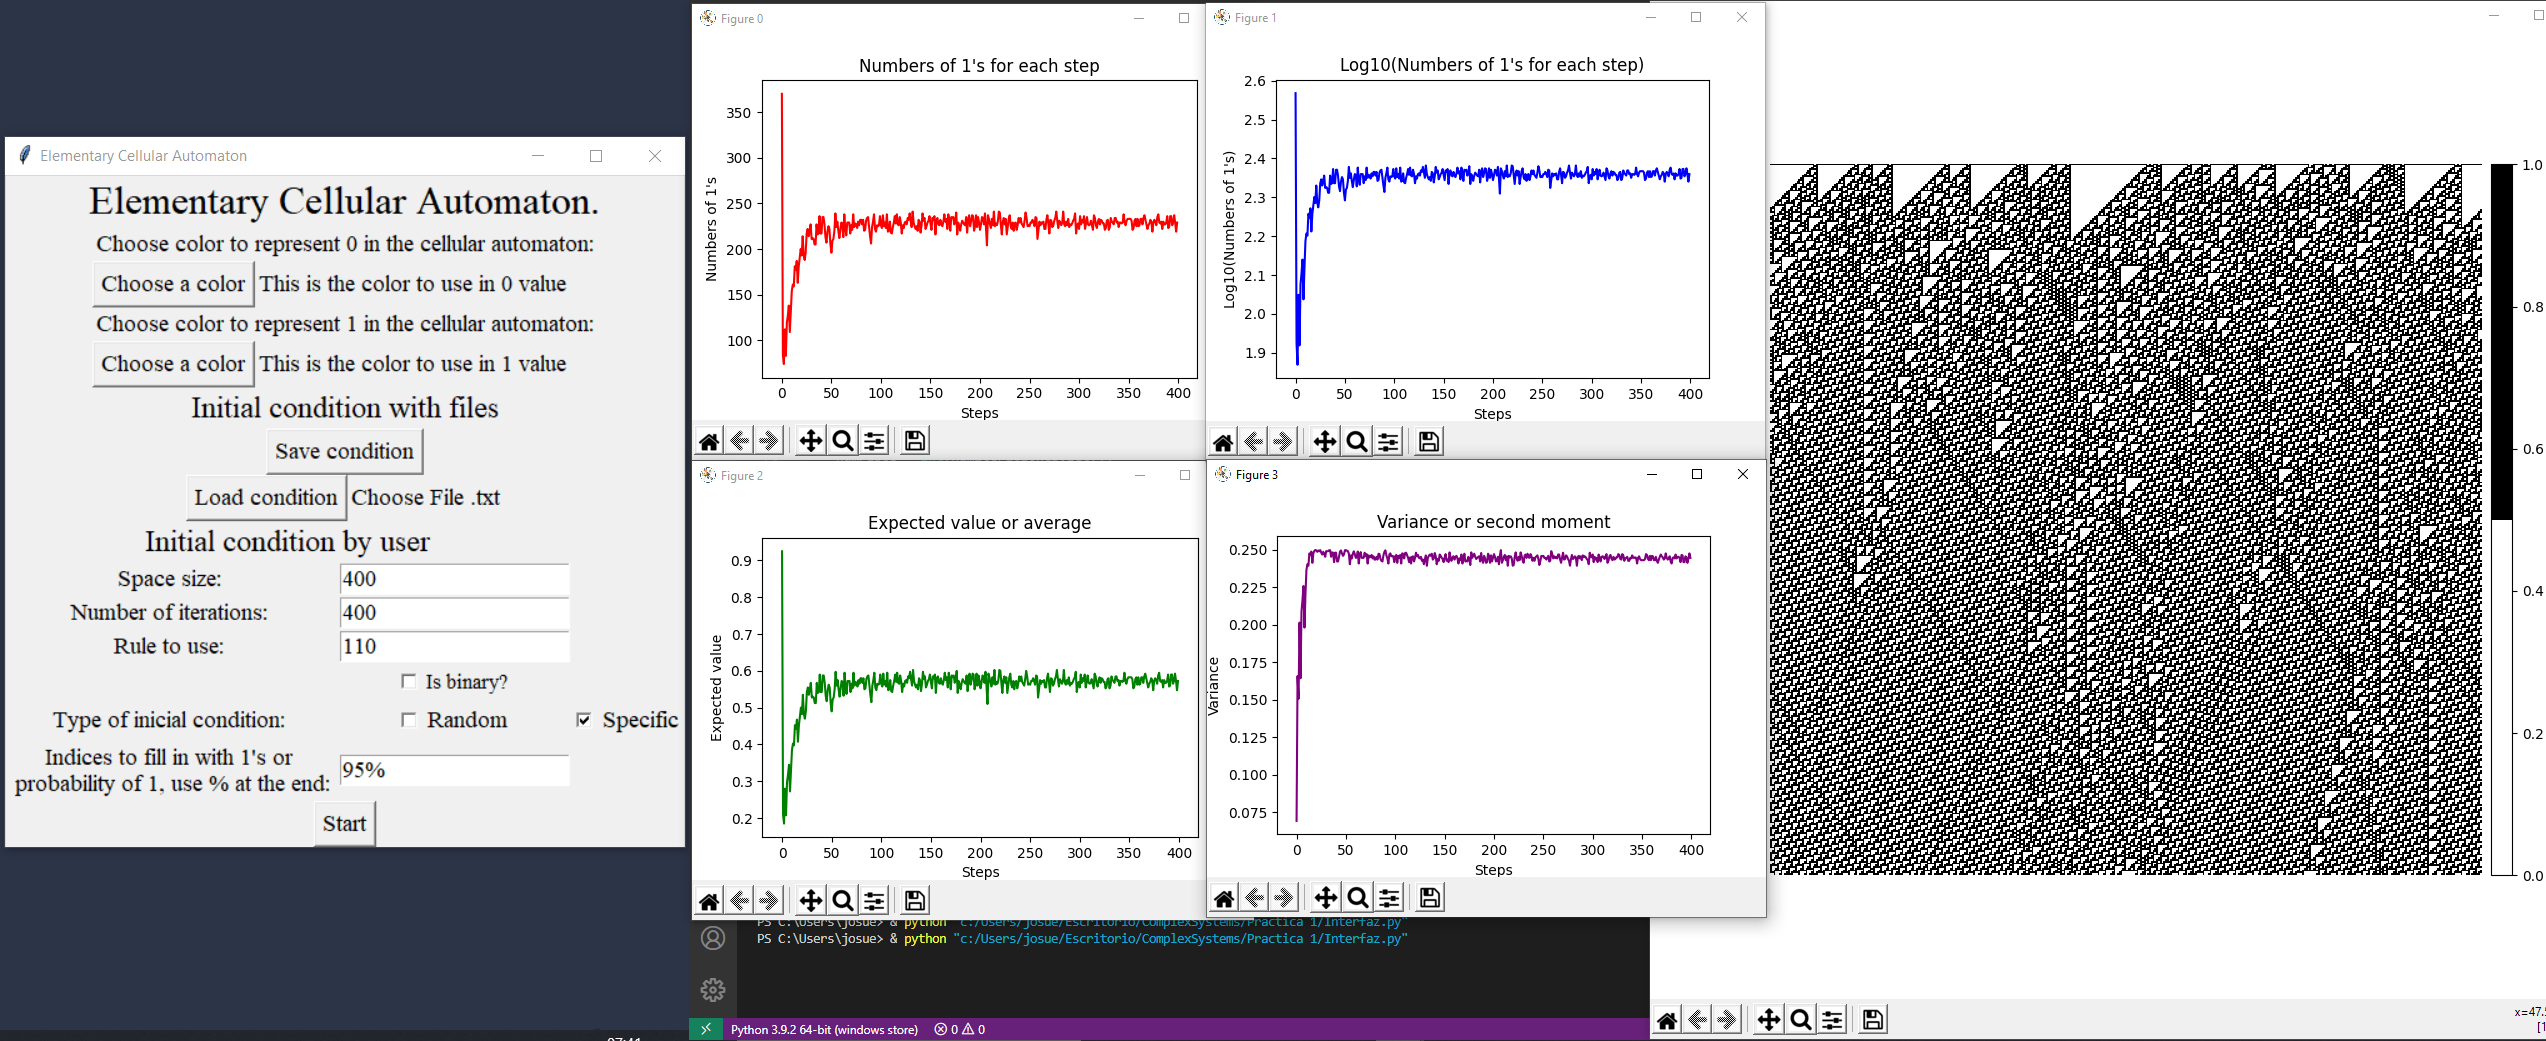 Elementary Cellular Automaton
Elementary Cellular Automaton.
Choose color to represent 0 in the cellular automaton:
Choose a color This is the color to use in 0 value
Choose color to represent 1 in the cellular automaton:
Choose a color This is the color to use in 1 value
Initial condition with files
Save condition
Load condition Choose File .txt
Initial condition by user
Space size: 400
Number of iterations: 400
Rule to use: 110
Is binary?
Type of inicial condition: Random Specific
Indices to fill in with 1's or
probability of 1, use % at the end: 95%
Start
Figure 0
Numbers of 1's for each step
Numbers of 1's
350
300
250
200
150
100
0 50 100 150 200 250 300 350 400
Steps
Figure 1
Log10(Numbers of 1's for each step)
Log10(Numbers of 1's)
2.6
2.5
2.4
2.3
2.2
2.1
2.0
1.9
0 50 100 150 200 250 300 350 400
Steps
Figure 2
Expected value or average
Expected value
0.9
0.8
0.7
0.6
0.5
0.4
0.3
0.2
0 50 100 150 200 250 300 350 400
Steps
Figure 3
Variance or second moment
Variance
0.250
0.225
0.200
0.175
0.150
0.125
0.100
0.075
0 50 100 150 200 250 300 350 400
Steps
1.0
0.8
0.6
0.4
0.2
0.0
PS C:\Users\josue> & python "c:/Users/josue/Escritorio/ComplexSystems/Practica 1/Interfaz.py"
PS C:\Users\josue> & python "c:/Users/josue/Escritorio/ComplexSystems/Practica 1/Interfaz.py"
Python 3.9.2 64-bit (windows store) 0 0
x=47.
[1